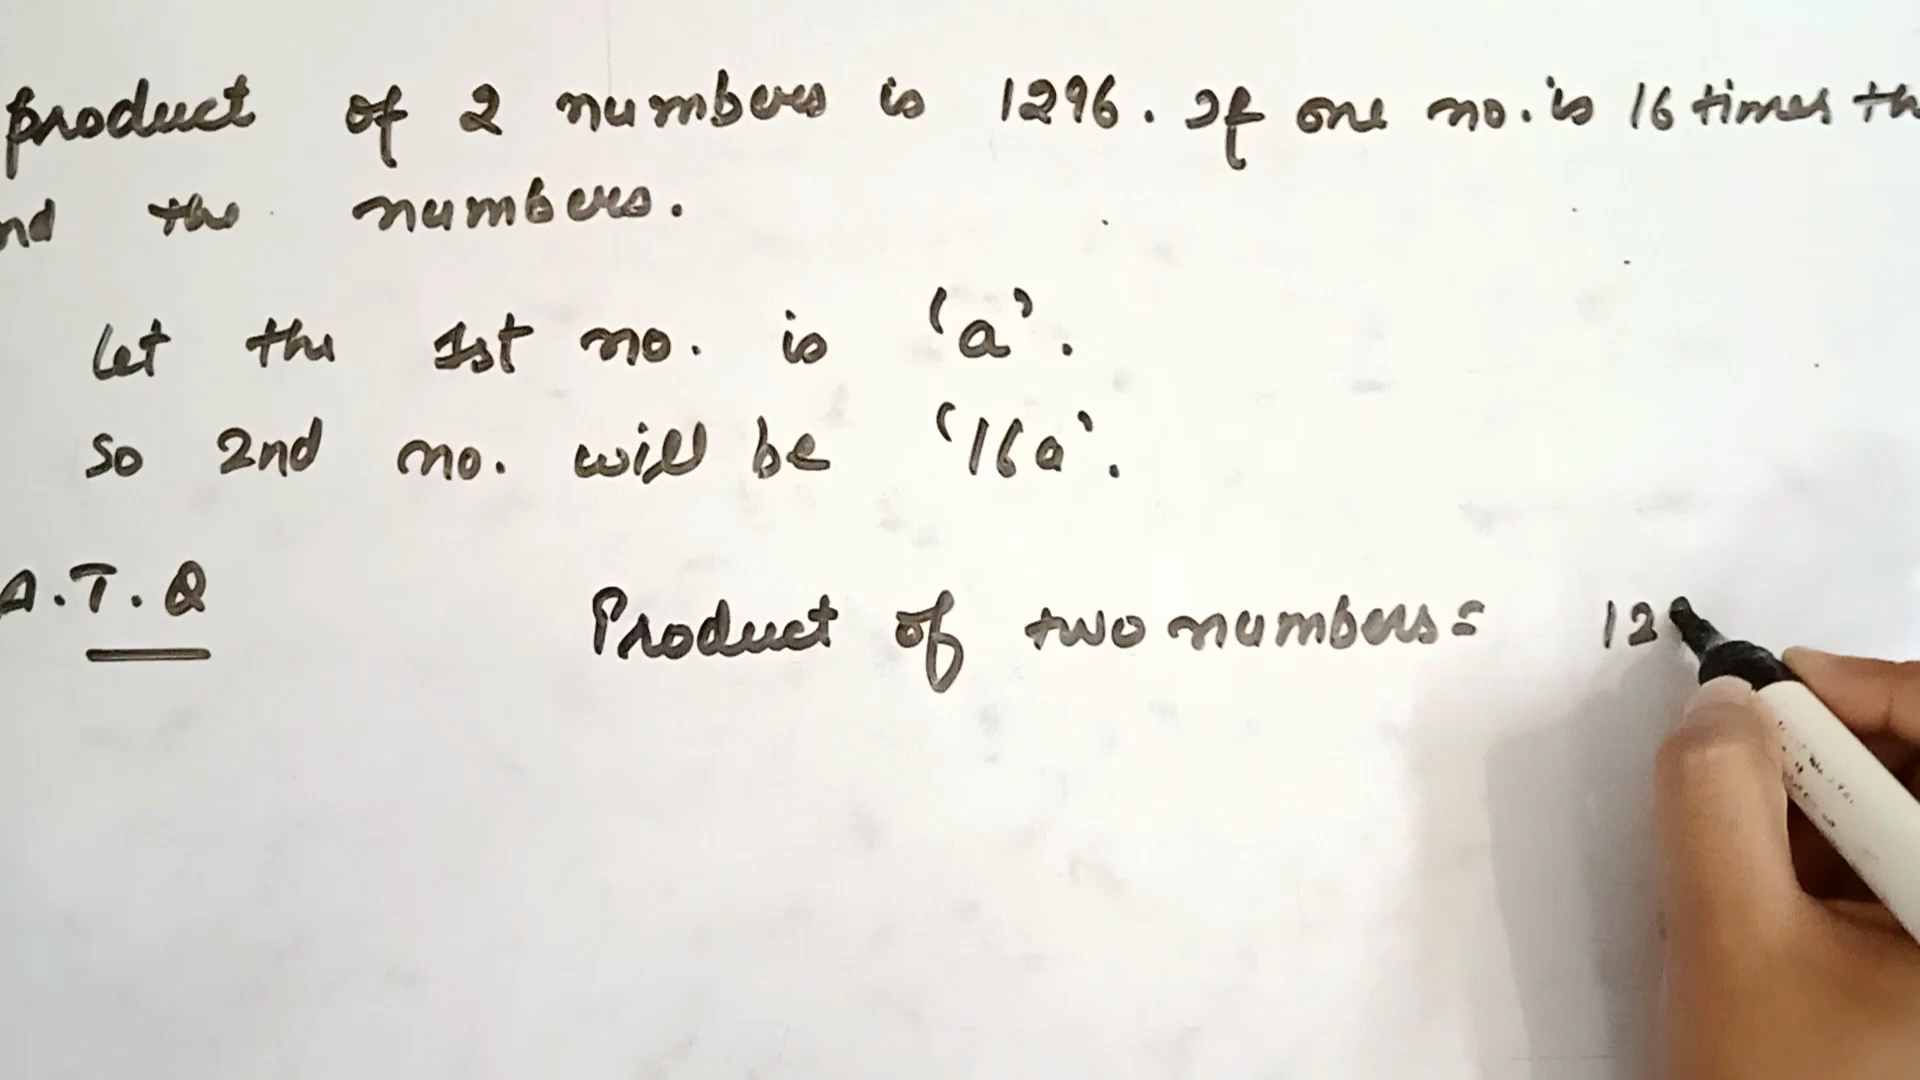 product of 2 numbers is 1296. If one no. is 16 times th
nd the numbers.
Let the 1st no. is 'a'.
So 2nd no. will be '16a'.
A.T.Q Product of two numbers= 12